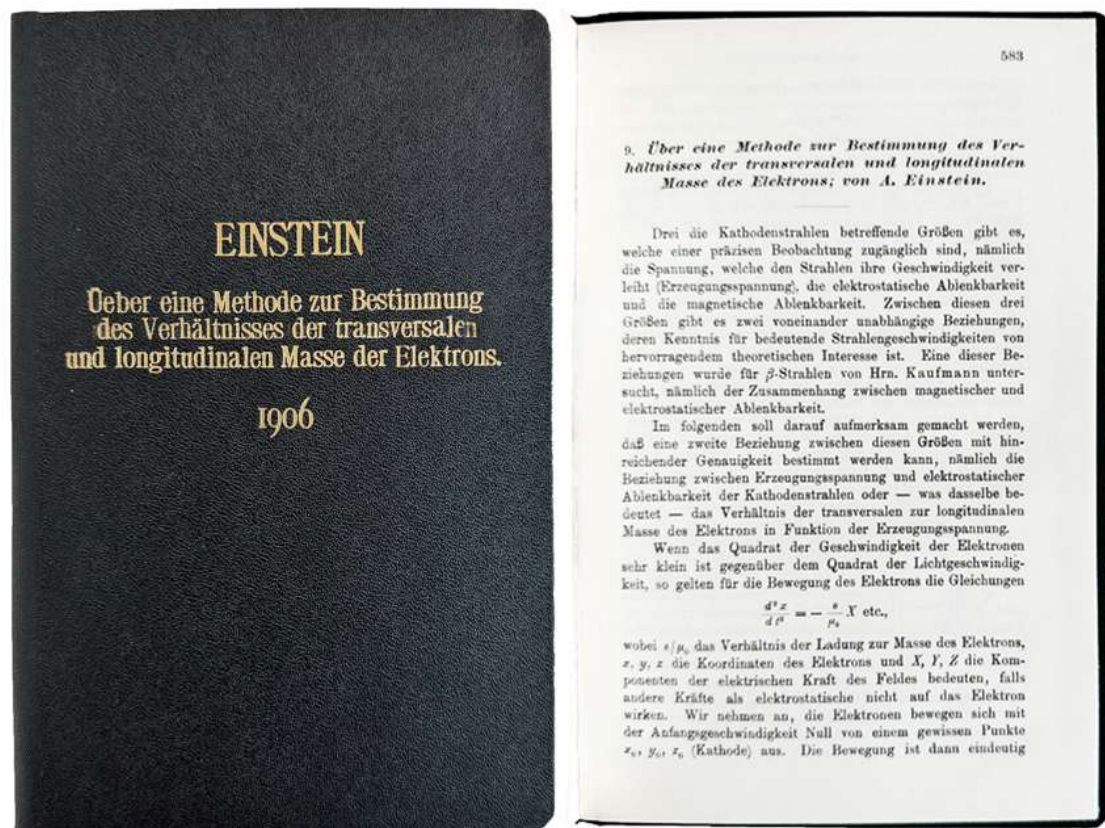 EINSTEIN
Ueber eine Methode zur Bestimmung
des Verhältnisses der transversalen
und longitudinalen Masse der Elektrons.
1906
583
9. Über eine Methode zur Bestimmung des Ver-
hältnisses der transversalen und longitudinalen
Masse des Elektrons; von A. Einstein.
Drei die Kathodenstrahlen betreffende Größen gibt es,
welche einer präzisen Beobachtung zugänglich sind, nämlich
die Spannung, welche den Strahlen ihre Geschwindigkeit ver-
leiht (Erzeugungsspannung), die elektrostatische Ablenkbarkeit
und die magnetische Ablenkbarkeit. Zwischen diesen drei
Größen gibt es zwei voneinander unabhängige Beziehungen,
deren Kenntnis für bedeutende Strahlengeschwindigkeiten von
hervorragendem theoretischen Interesse ist. Eine dieser Be-
ziehungen wurde für β-Strahlen von Hrn. Kaufmann unter-
sucht, nämlich der Zusammenhang zwischen magnetischer und
elektrostatischer Ablenkbarkeit.
Im folgenden soll darauf aufmerksam gemacht werden,
daß eine zweite Beziehung zwischen diesen Größen mit hin-
reichender Genauigkeit bestimmt werden kann, nämlich die
Beziehung zwischen Erzeugungsspannung und elektrostatischer
Ablenkbarkeit der Kathodenstrahlen oder — was dasselbe be-
deutet — das Verhältnis der transversalen zur longitudinalen
Masse des Elektrons in Funktion der Erzeugungsspannung.
Wenn das Quadrat der Geschwindigkeit der Elektronen
sehr klein ist gegenüber dem Quadrat der Lichtgeschwindig-
keit, so gelten für die Bewegung des Elektrons die Gleichungen
d² x / d t² = − ε / μ₀ X etc.,
wobei ε/μ₀ das Verhältnis der Ladung zur Masse des Elektrons,
x, y, z die Koordinaten des Elektrons und X, Y, Z die Kom-
ponenten der elektrischen Kraft des Feldes bedeuten, falls
andere Kräfte als elektrostatische nicht auf das Elektron
wirken. Wir nehmen an, die Elektronen bewegen sich mit
der Anfangsgeschwindigkeit Null von einem gewissen Punkte
x₀, y₀, z₀ (Kathode) aus. Die Bewegung ist dann eindeutig